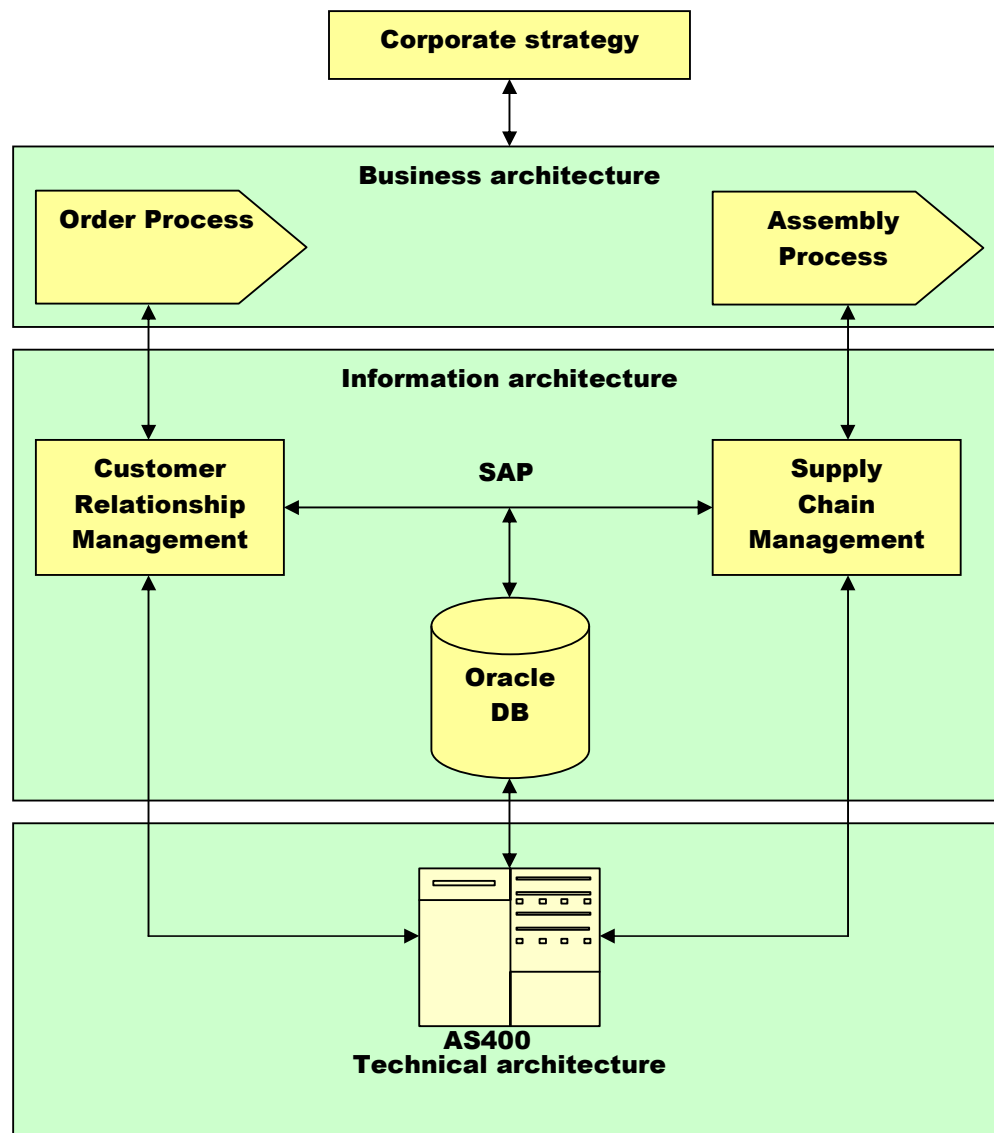 Corporate strategy
Business architecture
Order Process
Assembly
Process
Information architecture
Customer
Relationship
Management
SAP
Supply
Chain
Management
Oracle
DB
AS400
Technical architecture